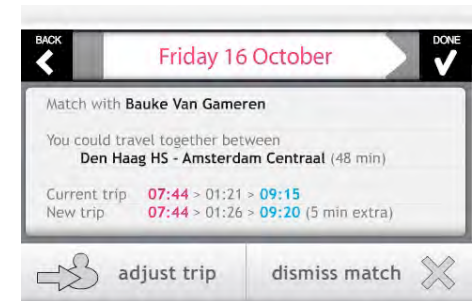 BACK
Friday 16 October
DONE
Match with Bauke Van Gameren
You could travel together between
Den Haag HS - Amsterdam Centraal (48 min)
Current trip 07:44 > 01:21 > 09:15
New trip 07:44 > 01:26 > 09:20 (5 min extra)
adjust trip
dismiss match